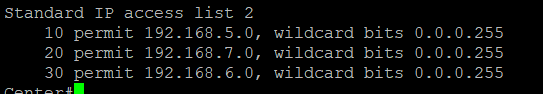 Standard IP access list 2
    10 permit 192.168.5.0, wildcard bits 0.0.0.255
    20 permit 192.168.7.0, wildcard bits 0.0.0.255
    30 permit 192.168.6.0, wildcard bits 0.0.0.255
Center#